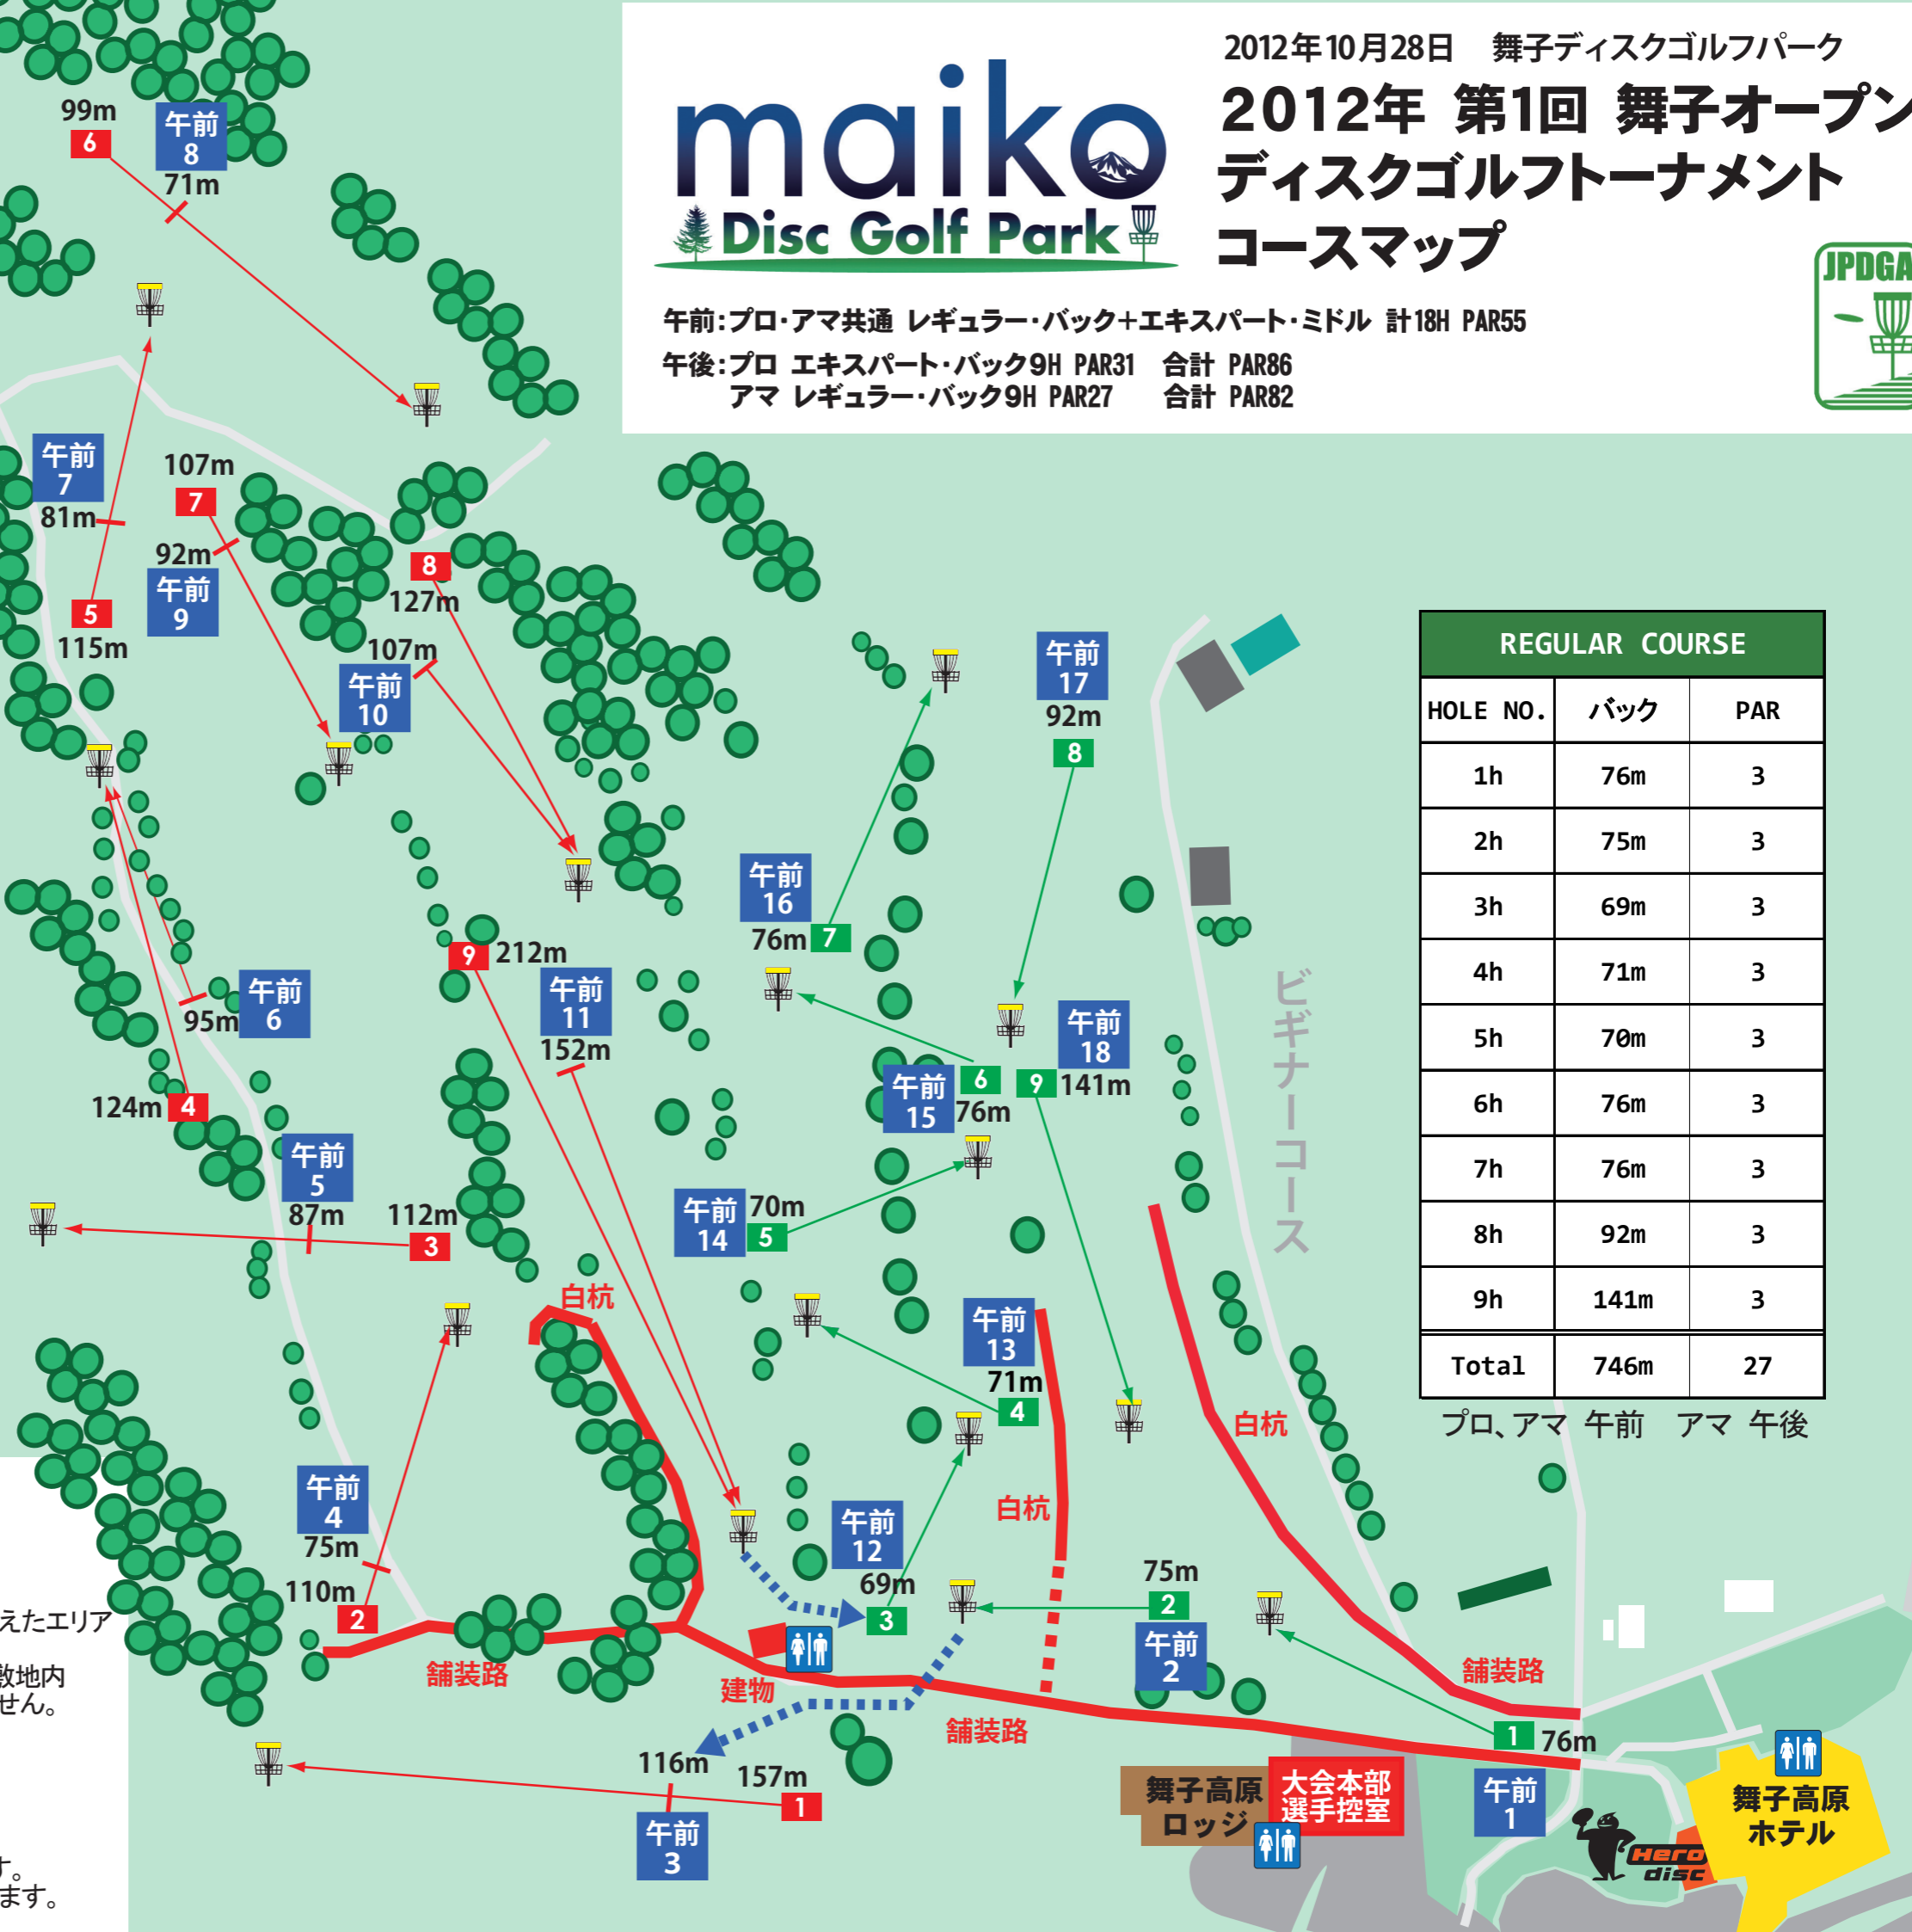 2012年10月28日 舞子ディスクゴルフパーク
maiko
Disc Golf Park
2012年 第1回 舞子オープン
ディスクゴルフトーナメント
コースマップ
JPDGA
午前:プロ・アマ共通 レギュラー・バック+エキスパート・ミドル 計18H PAR55
午後:プロ エキスパート・バック9H PAR31 合計 PAR86
アマ レギュラー・バック9H PAR27 合計 PAR82
99m
6
午前
8
71m
午前
7
81m
5
115m
107m
7
92m
午前
9
8
127m
107m
午前
10
午前
17
92m
8
午前
16
76m 7
9 212m
午前
11
152m
95m
午前
6
124m 4
午前
18
9 141m
午前
15
6
76m
午前
5
87m
112m
3
午前
14
70m
5
白杭
午前
13
71m
4
ビギナーコース
白杭
白杭
午前
4
75m
110m
2
午前
12
69m
3
75m
2
午前
2
舗装路
建物
舗装路
舗装路
1 76m
午前
1
116m
午前
3
157m
1
舞子高原
ロッジ
大会本部
選手控室
舞子高原
ホテル
Hero
disc
REGULAR COURSE
HOLE NO. バック PAR
1h 76m 3
2h 75m 3
3h 69m 3
4h 71m 3
5h 70m 3
6h 76m 3
7h 76m 3
8h 92m 3
9h 141m 3
Total 746m 27
プロ、アマ 午前 アマ 午後
えたエリア
敷地内
せん。
す。
ます。